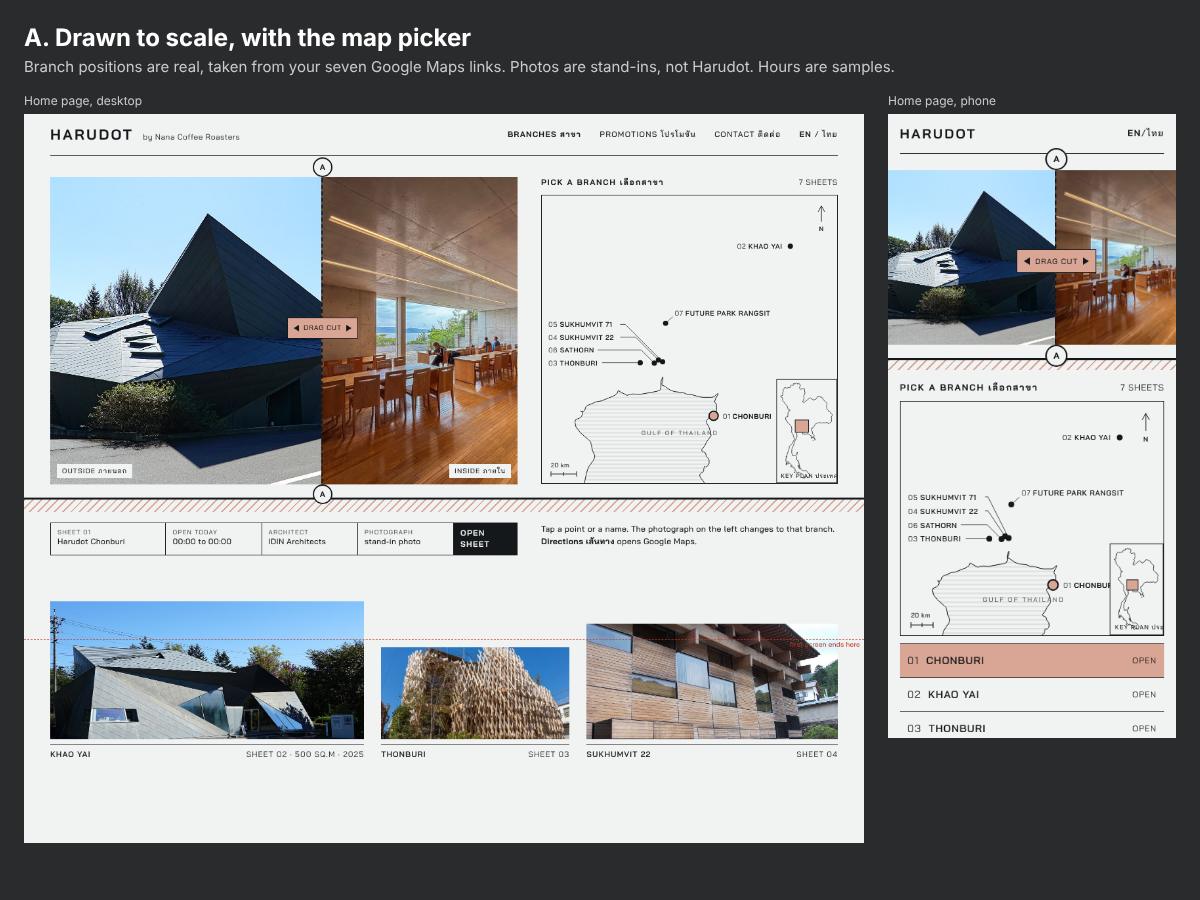 A. Drawn to scale, with the map picker
Branch positions are real, taken from your seven Google Maps links. Photos are stand-ins, not Harudot. Hours are samples.
Home page, desktop
HARUDOT by Nana Coffee Roasters
BRANCHES สาขา PROMOTIONS โปรโมชัน CONTACT ติดต่อ EN / ไทย
A
DRAG CUT
OUTSIDE ภายนอก
INSIDE ภายใน
A
PICK A BRANCH เลือกสาขา 7 SHEETS
N
02 KHAO YAI
07 FUTURE PARK RANGSIT
05 SUKHUMVIT 71
04 SUKHUMVIT 22
06 SATHORN
03 THONBURI
01 CHONBURI
GULF OF THAILAND
20 km
KEY PLAN
SHEET 01
Harudot Chonburi
OPEN TODAY
00:00 to 00:00
ARCHITECT
IDIN Architects
PHOTOGRAPH
stand-in photo
OPEN
SHEET
Tap a point or a name. The photograph on the left changes to that branch.
Directions เส้นทาง opens Google Maps.
screen ends here
KHAO YAI SHEET 02 · 500 SQ.M · 2025
THONBURI SHEET 03
SUKHUMVIT 22 SHEET 04
Home page, phone
HARUDOT EN/ไทย
A
DRAG CUT
A
PICK A BRANCH เลือกสาขา 7 SHEETS
N
02 KHAO YAI
07 FUTURE PARK RANGSIT
05 SUKHUMVIT 71
04 SUKHUMVIT 22
06 SATHORN
03 THONBURI
01 CHONBUR
GULF OF THAILAND
20 km
KEY PLAN
01 CHONBURI OPEN
02 KHAO YAI OPEN
03 THONBURI OPEN